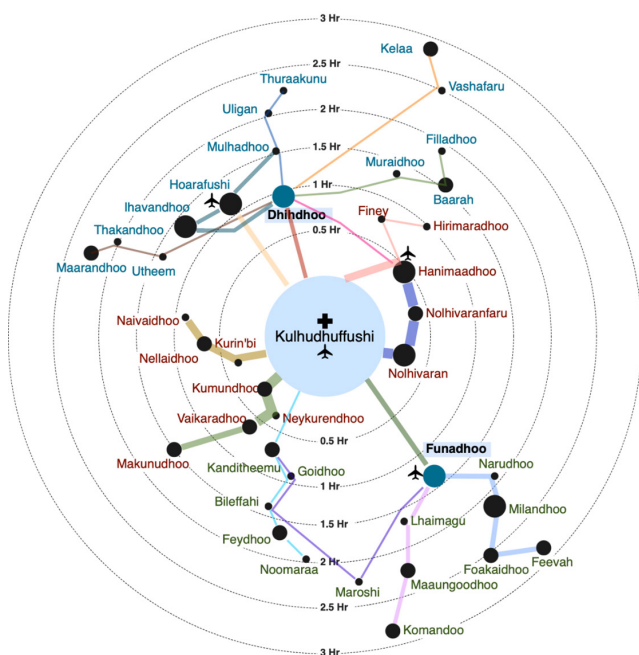 3 Hr
Kelaa
2.5 Hr
Thuraakunu
Vashafaru
Uligan
2 Hr
Filladhoo
Mulhadhoo
1.5 Hr
Muraidhoo
Hoarafushi
1 Hr
Baarah
Ihavandhoo
Dhihdhoo
Finey
Hirimaradhoo
Thakandhoo
0.5 Hr
Maarandhoo
Utheem
Hanimaadhoo
Naivaidhoo
Nolhivaranfaru
Kulhudhuffushi
Kurin'bi
Nellaidhoo
Nolhivaran
Kumundhoo
Vaikaradhoo
Neykurendhoo
0.5 Hr
Funadhoo
Makunudhoo
Kanditheemu
Goidhoo
Narudhoo
1 Hr
Bileffahi
Milandhoo
Lhaimagu
1.5 Hr
Feydhoo
Noomaraa
2 Hr
Foakaidhoo
Feevah
Maroshi
Maaungoodhoo
2.5 Hr
Komandoo
3 Hr